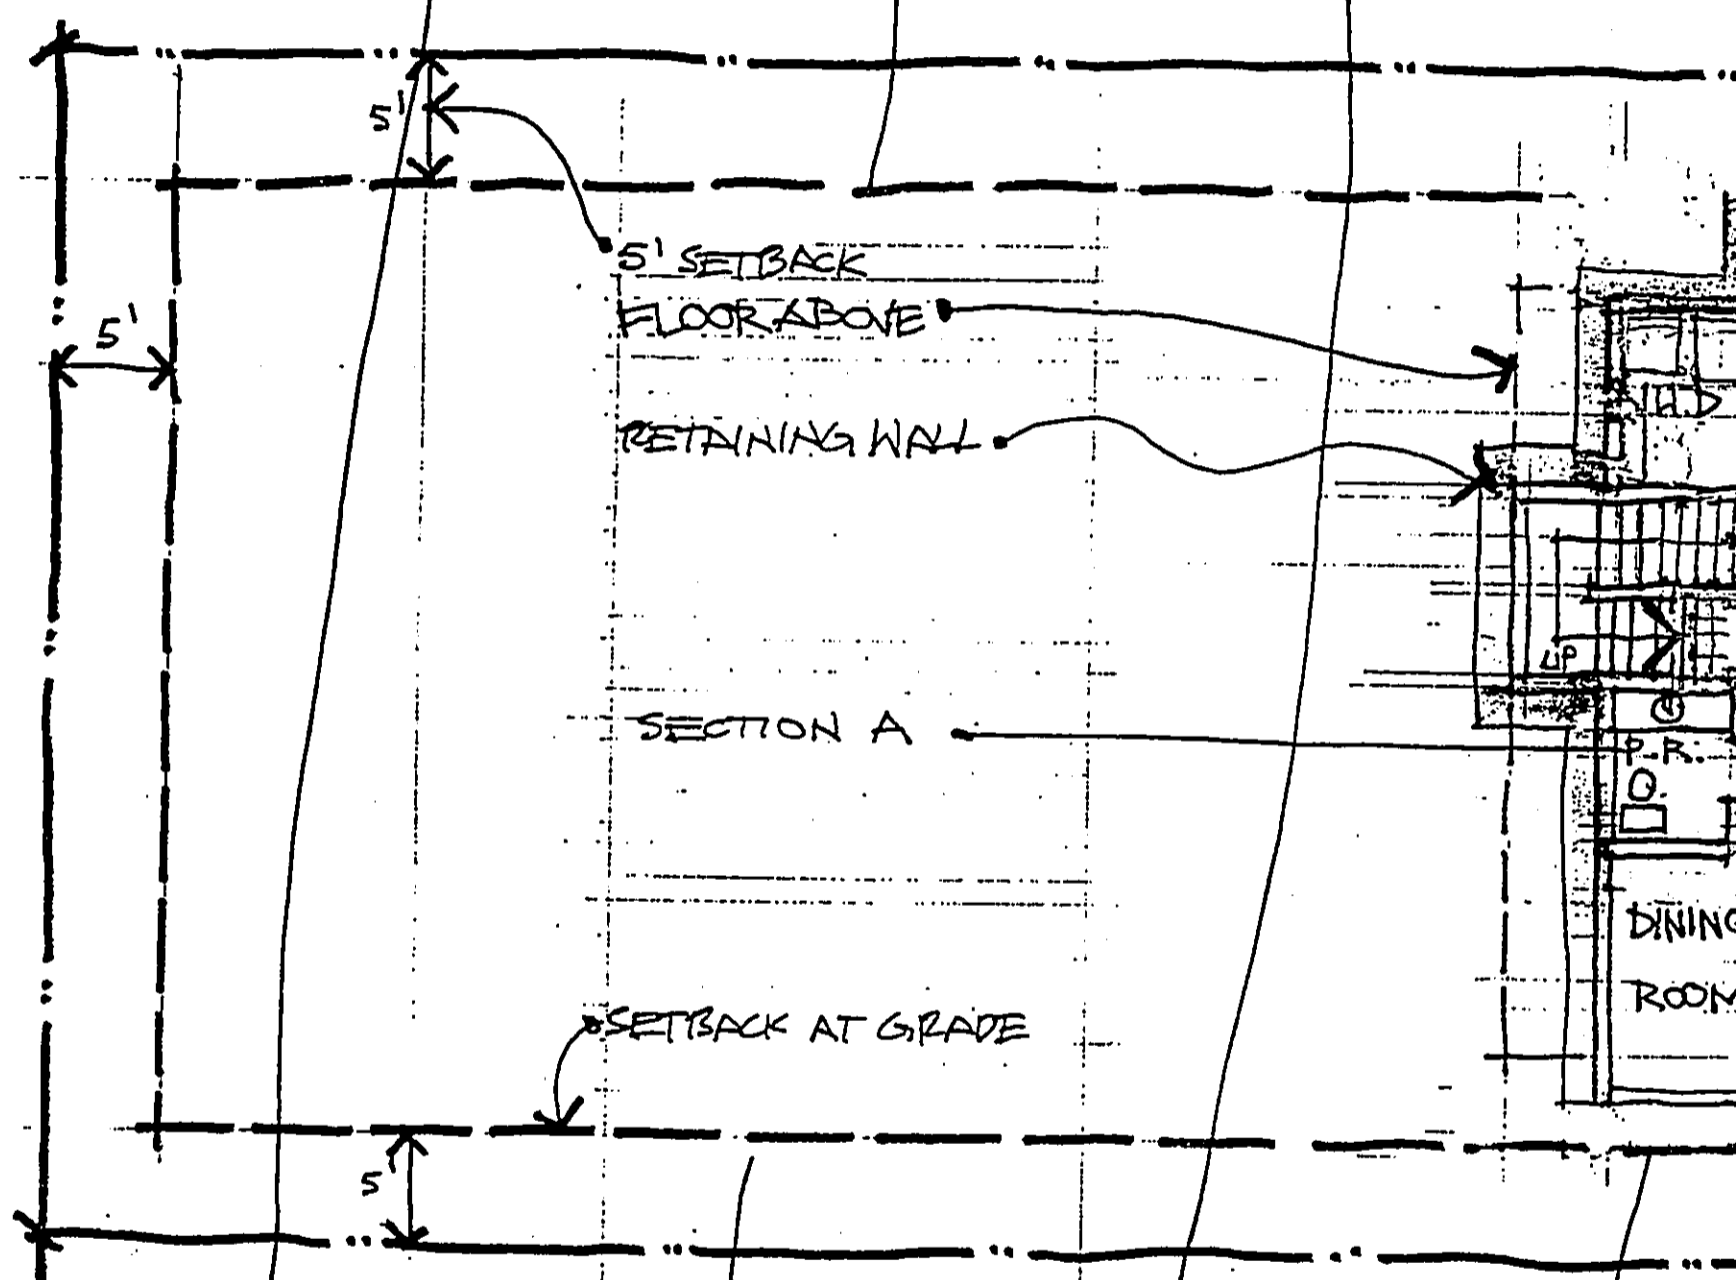 5'
5' SETBACK
FLOOR ABOVE
5'
RETAINING WALL
UP
SECTION A
P.R.
DINING
ROOM
SETBACK AT GRADE
5